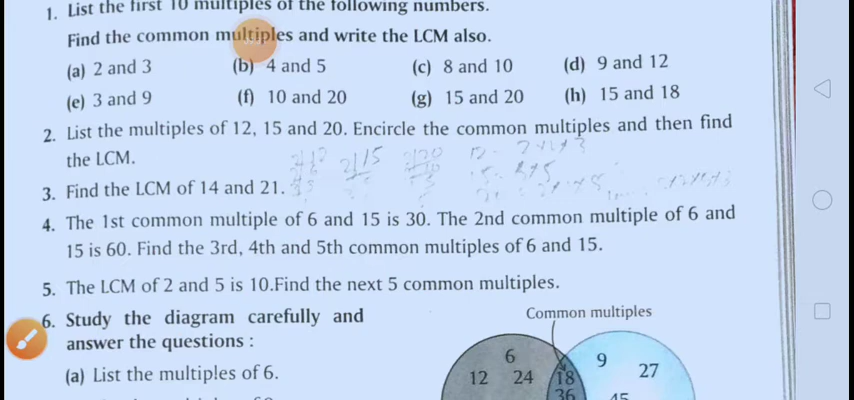 1. List the first 10 multiples of the following numbers.
Find the common multiples and write the LCM also.
(a) 2 and 3 (b) 4 and 5 (c) 8 and 10 (d) 9 and 12
(e) 3 and 9 (f) 10 and 20 (g) 15 and 20 (h) 15 and 18
2. List the multiples of 12, 15 and 20. Encircle the common multiples and then find
the LCM.
3. Find the LCM of 14 and 21.
4. The 1st common multiple of 6 and 15 is 30. The 2nd common multiple of 6 and
15 is 60. Find the 3rd, 4th and 5th common multiples of 6 and 15.
5. The LCM of 2 and 5 is 10.Find the next 5 common multiples.
6. Study the diagram carefully and
answer the questions :
(a) List the multiples of 6.
Common multiples
6 9
12 24 18 27
36 45